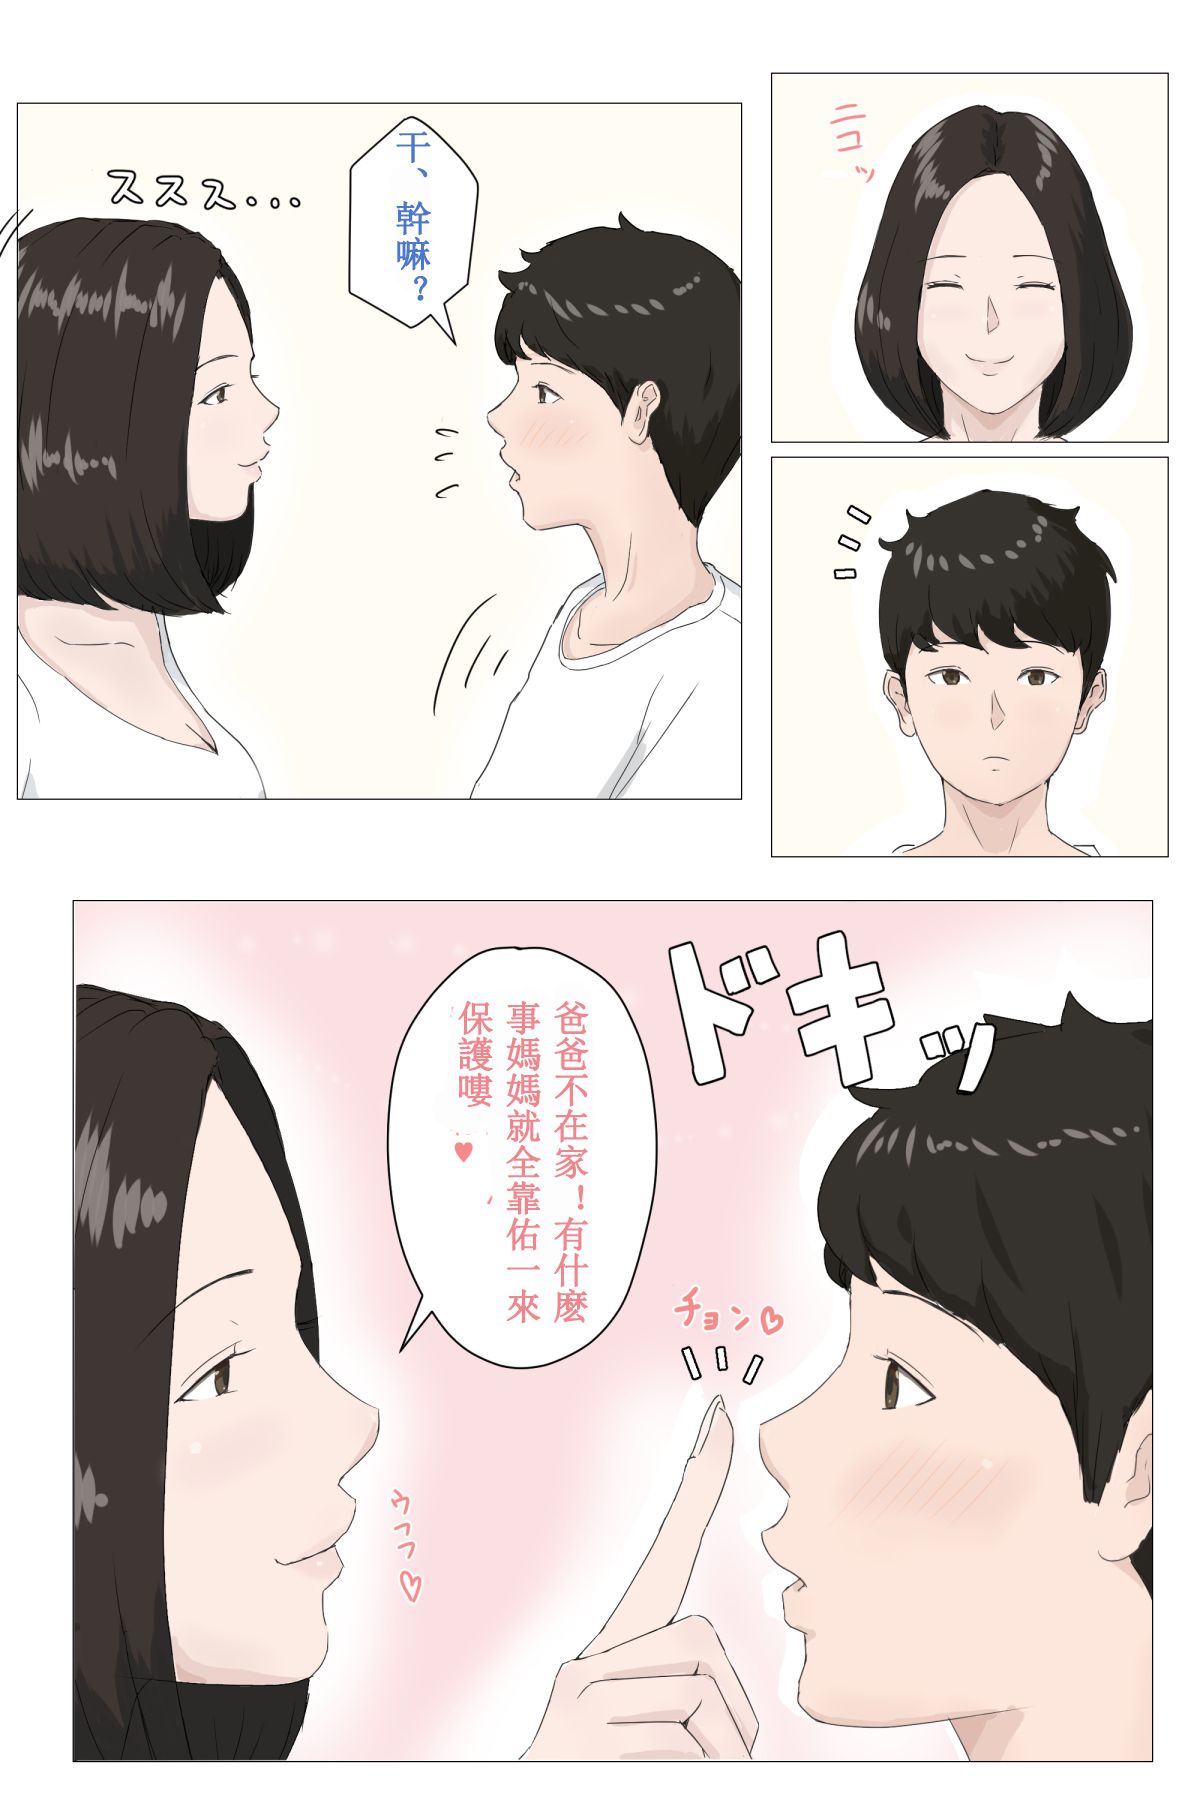 ニコッ
ススス...
干、幹嘛？
ドキッ
爸爸不在家！有什麼
事媽媽就全靠佑一來
保護嘍♥
チョン♡
ウフフ♡